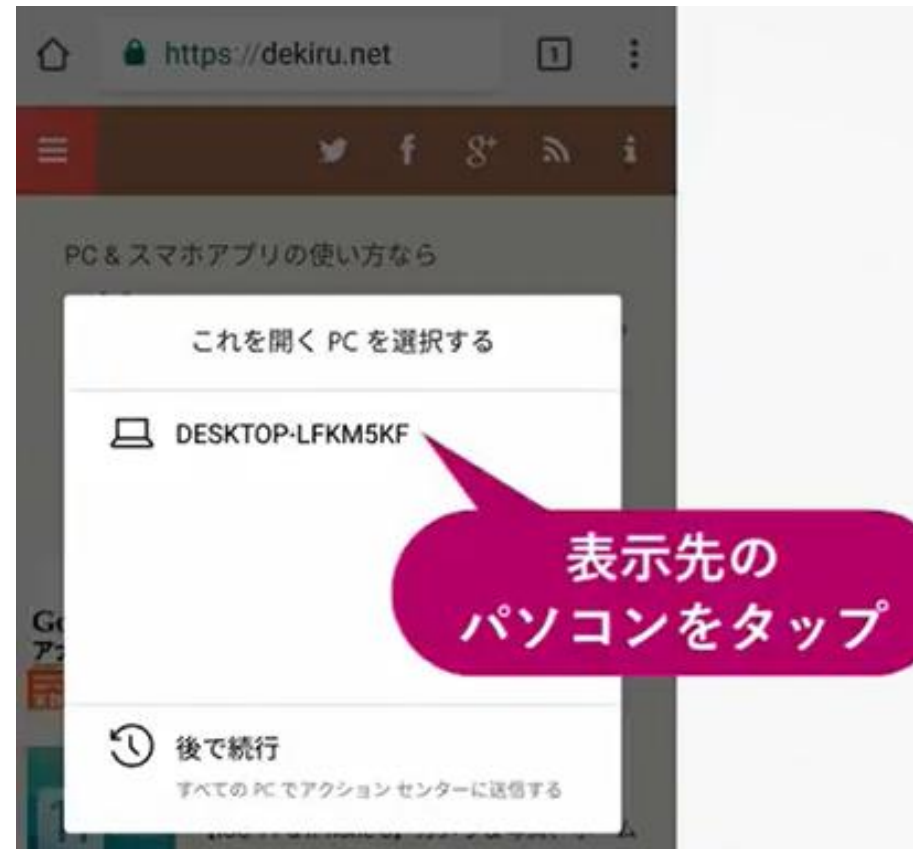 https://dekiru.net
1
PC & スマホアプリの使い方なら
これを開く PC を選択する
DESKTOP-LFKM5KF
表示先の
パソコンをタップ
後で続行
すべての PC でアクション センターに送信する